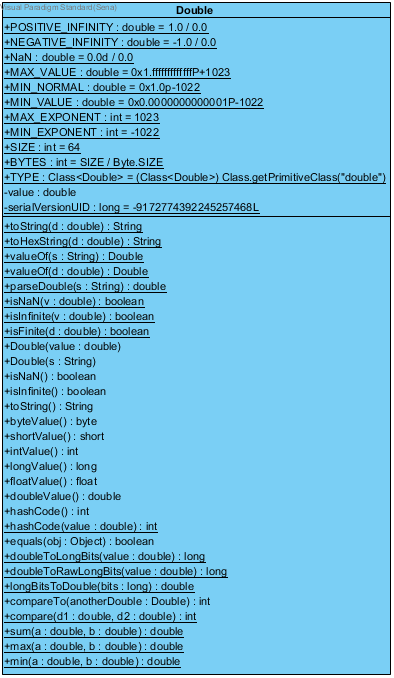 Visual Paradigm Standard(Seria)
Double
+POSITIVE_INFINITY : double = 1.0 / 0.0
+NEGATIVE_INFINITY : double = -1.0 / 0.0
+NaN : double = 0.0d / 0.0
+MAX_VALUE : double = 0x1.fffffffffffffP+1023
+MIN_NORMAL : double = 0x1.0p-1022
+MIN_VALUE : double = 0x0.0000000000001P-1022
+MAX_EXPONENT : int = 1023
+MIN_EXPONENT : int = -1022
+SIZE : int = 64
+BYTES : int = SIZE / Byte.SIZE
+TYPE : Class<Double> = (Class<Double>) Class.getPrimitiveClass("double")
-value : double
-serialVersionUID : long = -9172774392245257468L
+toString(d : double) : String
+toHexString(d : double) : String
+valueOf(s : String) : Double
+valueOf(d : double) : Double
+parseDouble(s : String) : double
+isNaN(v : double) : boolean
+isInfinite(v : double) : boolean
+isFinite(d : double) : boolean
+Double(value : double)
+Double(s : String)
+isNaN() : boolean
+isInfinite() : boolean
+toString() : String
+byteValue() : byte
+shortValue() : short
+intValue() : int
+longValue() : long
+floatValue() : float
+doubleValue() : double
+hashCode() : int
+hashCode(value : double) : int
+equals(obj : Object) : boolean
+doubleToLongBits(value : double) : long
+doubleToRawLongBits(value : double) : long
+longBitsToDouble(bits : long) : double
+compareTo(anotherDouble : Double) : int
+compare(d1 : double, d2 : double) : int
+sum(a : double, b : double) : double
+max(a : double, b : double) : double
+min(a : double, b : double) : double